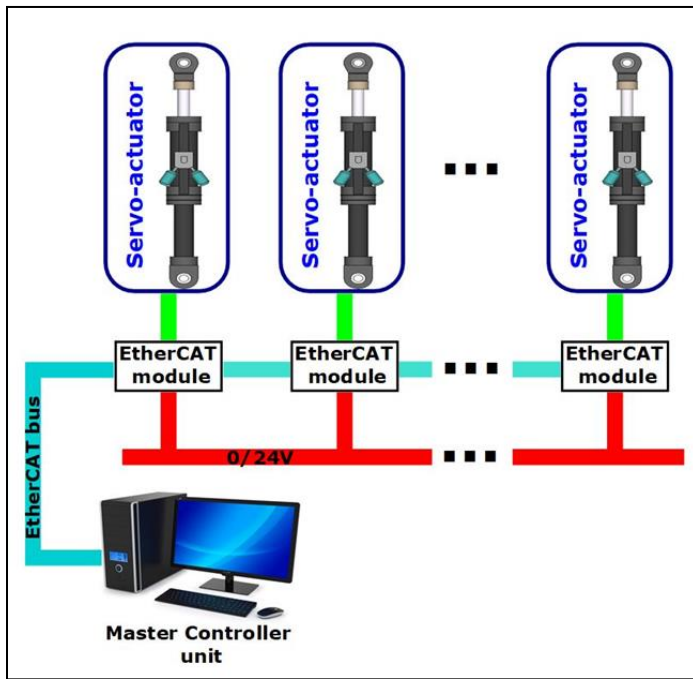 Servo-actuator
Servo-actuator
Servo-actuator
EtherCAT
module
EtherCAT
module
EtherCAT
module
0/24V
EtherCAT bus
Master Controller
unit